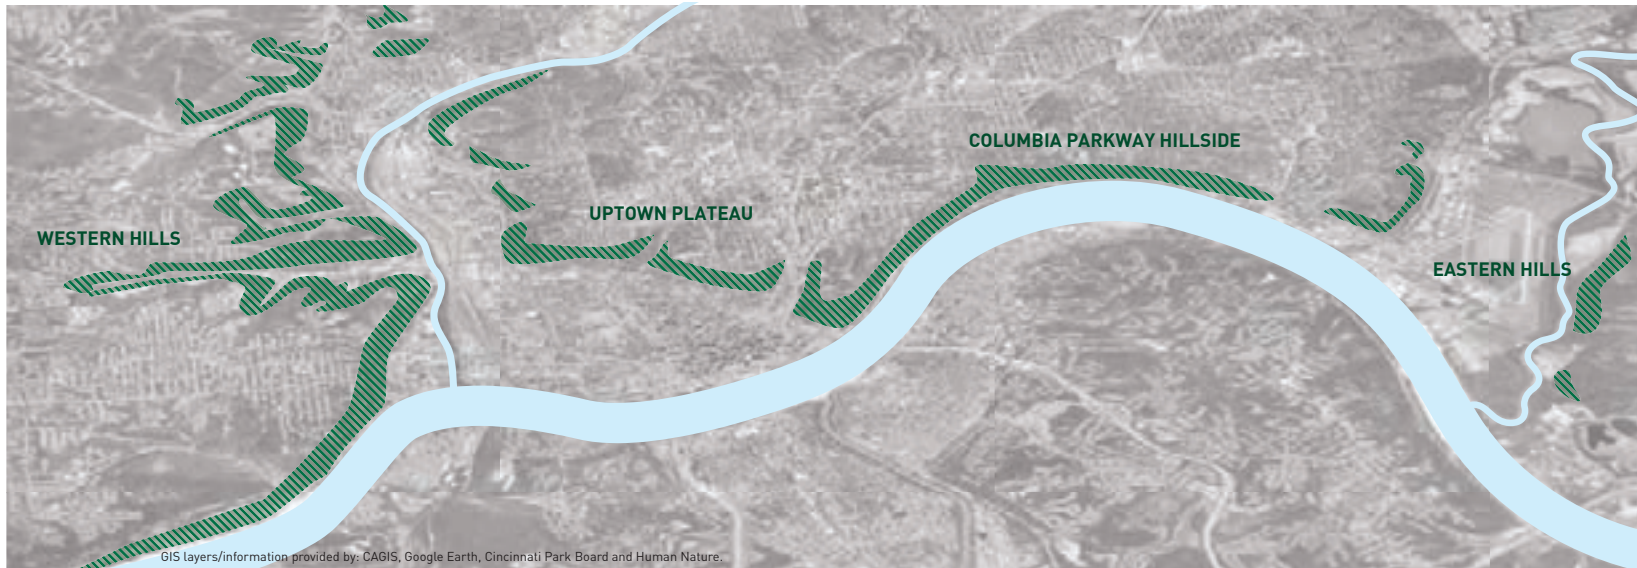 COLUMBIA PARKWAY HILLSIDE
UPTOWN PLATEAU
WESTERN HILLS
EASTERN HILLS
GIS layers/information provided by: CAGIS, Google Earth, Cincinnati Park Board and Human Nature.